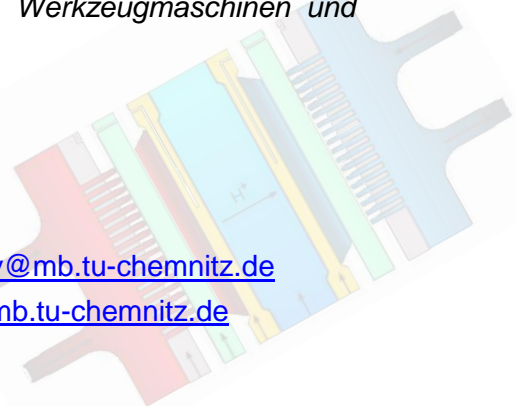 Werkzeugmaschinen und
H⁺
@mb.tu-chemnitz.de
mb.tu-chemnitz.de